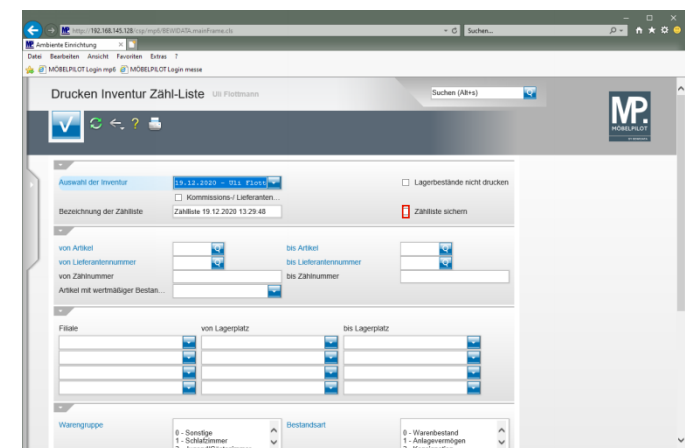 http://192.168.145.128/csp/mp6/BEWIDATA.mainFrame.cls
Suchen...
Ambiente Einrichtung
Datei Bearbeiten Ansicht Favoriten Extras ?
MÖBELPILOT Login mp6 MÖBELPILOT Login messe
Drucken Inventur Zähl-Liste Uli Flottmann
Suchen (Alt+s)
MP.
MÖBELPILOT
?
Auswahl der Inventur 19.12.2020 - Uli Flott Lagerbestände nicht drucken
Kommissions-/ Lieferanten...
Bezeichnung der Zählliste Zählliste 19.12.2020 13:29:48 Zählliste sichern
von Artikel bis Artikel
von Lieferantennummer bis Lieferantennummer
von Zählnummer bis Zählnummer
Artikel mit wertmäßiger Bestan...
Filiale von Lagerplatz bis Lagerplatz
Warengruppe 0 - Sonstige Bestandsart 0 - Warenbestand
1 - Schlafzimmer 1 - Anlagevermögen